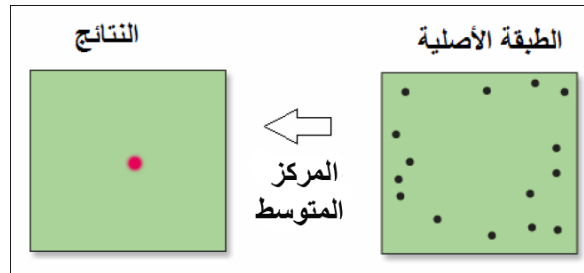 الطبقة الأصلية
النتائج
المركز
المتوسط